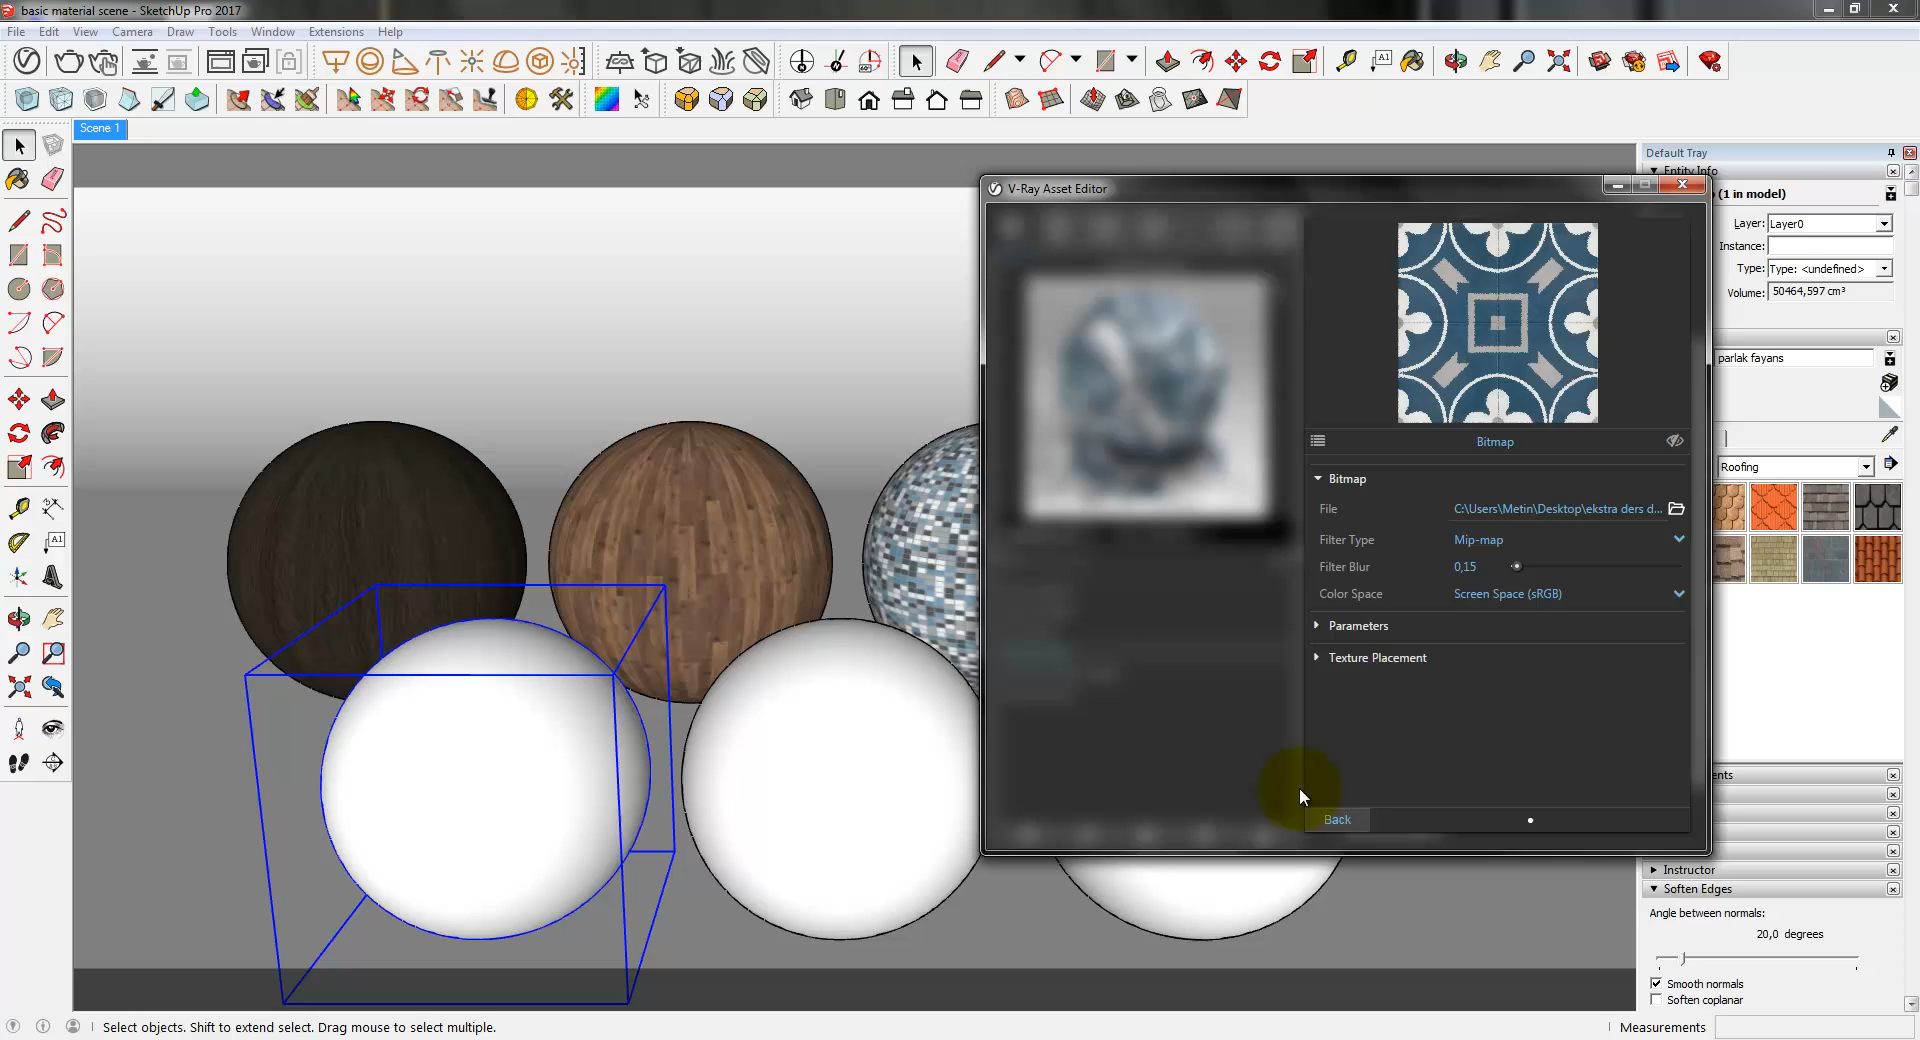 basic material scene - SketchUp Pro 2017
File Edit View Camera Draw Tools Window Extensions Help
A1
Scene 1
A1
Default Tray
Entity Info
(1 in model)
Layer: Layer0
Instance:
Type: Type: <undefined>
Volume: 50464,597 cm³
parlak fayans
Roofing
V-Ray Asset Editor
Bitmap
Bitmap
File C:\Users\Metin\Desktop\ekstra ders d...
Filter Type Mip-map
Filter Blur 0,15
Color Space Screen Space (sRGB)
Parameters
Texture Placement
Back
Instructor
Soften Edges
Angle between normals:
20,0 degrees
Smooth normals
Soften coplanar
Select objects. Shift to extend select. Drag mouse to select multiple.
Measurements